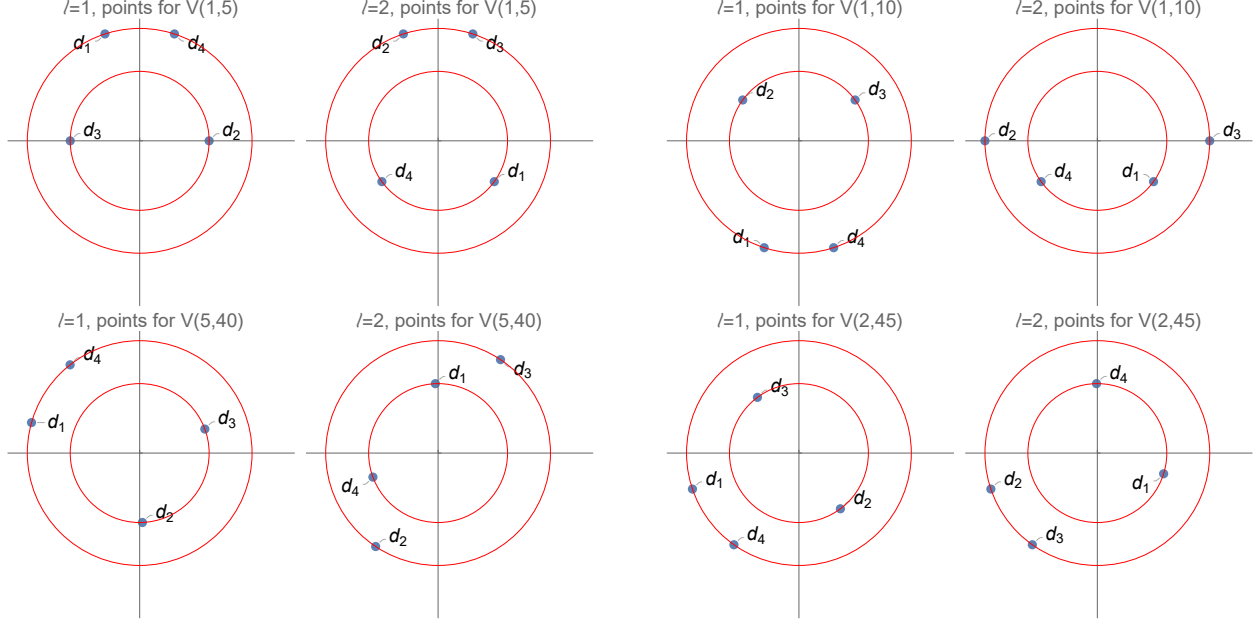 l=1, points for V(1,5)
d₁
d₄
d₃
d₂
l=2, points for V(1,5)
d₂
d₃
d₄
d₁
l=1, points for V(1,10)
d₂
d₃
d₁
d₄
l=2, points for V(1,10)
d₂
d₃
d₄
d₁
l=1, points for V(5,40)
d₄
d₁
d₃
d₂
l=2, points for V(5,40)
d₁
d₃
d₄
d₂
l=1, points for V(2,45)
d₃
d₁
d₂
d₄
l=2, points for V(2,45)
d₄
d₂
d₁
d₃